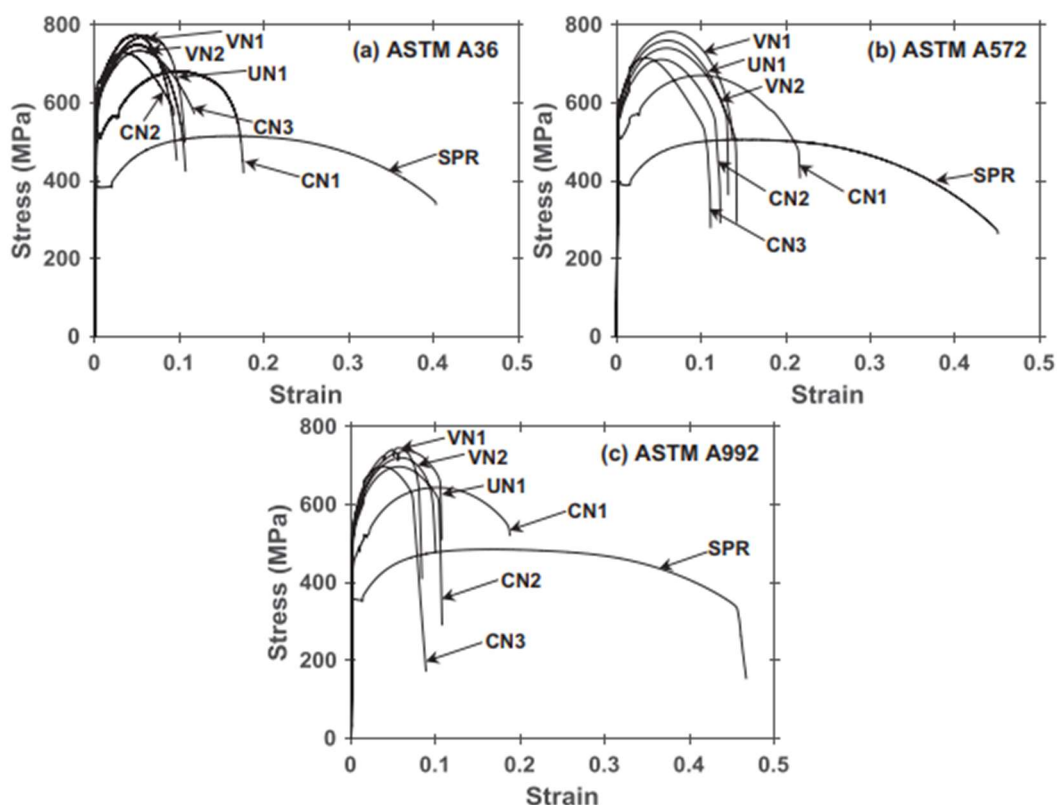 800
600
400
200
0
Stress (MPa)
0
0.1
0.2
0.3
0.4
0.5
Strain
(a) ASTM A36
VN1
VN2
UN1
CN2
CN3
CN1
SPR
800
600
400
200
0
Stress (MPa)
0
0.1
0.2
0.3
0.4
0.5
Strain
(b) ASTM A572
VN1
UN1
VN2
CN2
CN1
CN3
SPR
800
600
400
200
0
Stress (MPa)
0
0.1
0.2
0.3
0.4
0.5
Strain
(c) ASTM A992
VN1
VN2
UN1
CN1
SPR
CN2
CN3